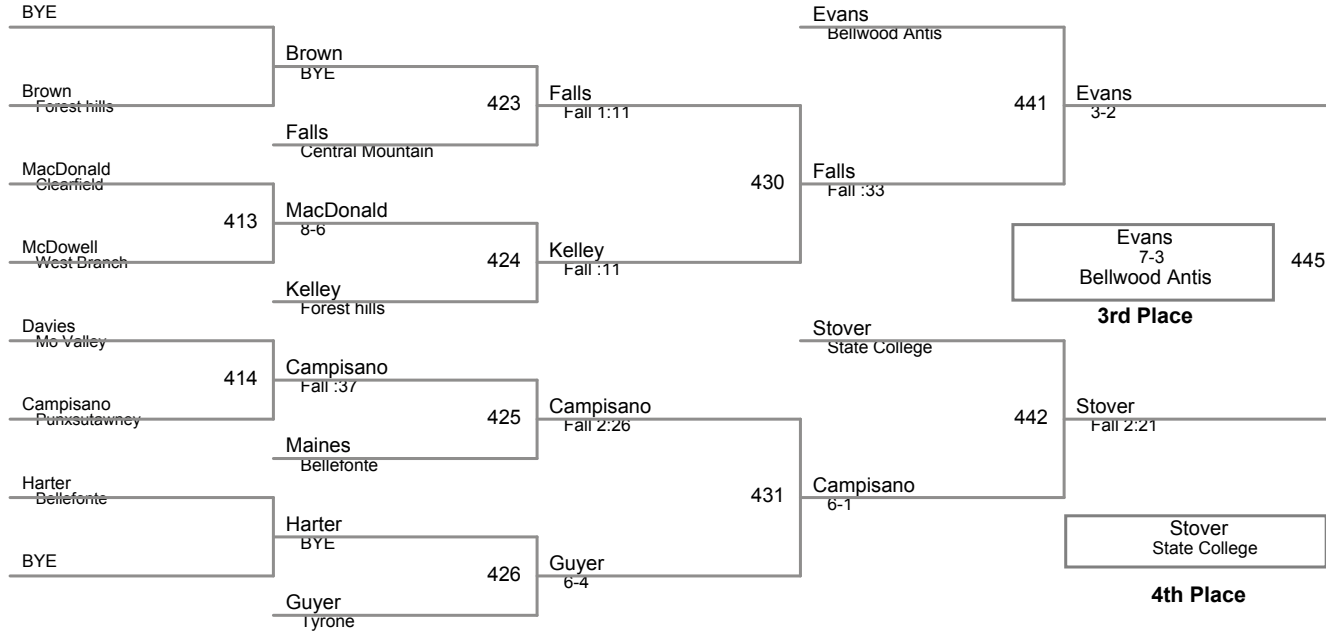 BYE
Brown
Forest hills
MacDonald
Clearfield
413
McDowell
West Branch
Davies
Mo Valley
414
Campisano
Punxsutawney
Harter
Bellefonte
BYE
Brown
BYE
423
Falls
Central Mountain
MacDonald
8-6
424
Kelley
Forest hills
Campisano
Fall :37
425
Maines
Bellefonte
Harter
BYE
426
Guyer
Tyrone
Falls
Fall 1:11
430
Kelley
Fall :11
Campisano
Fall 2:26
431
Guyer
6-4
Evans
Bellwood Antis
441
Falls
Fall :33
Stover
State College
442
Campisano
6-1
Evans
3-2
Evans
7-3
Bellwood Antis
445
3rd Place
Stover
Fall 2:21
Stover
State College
4th Place